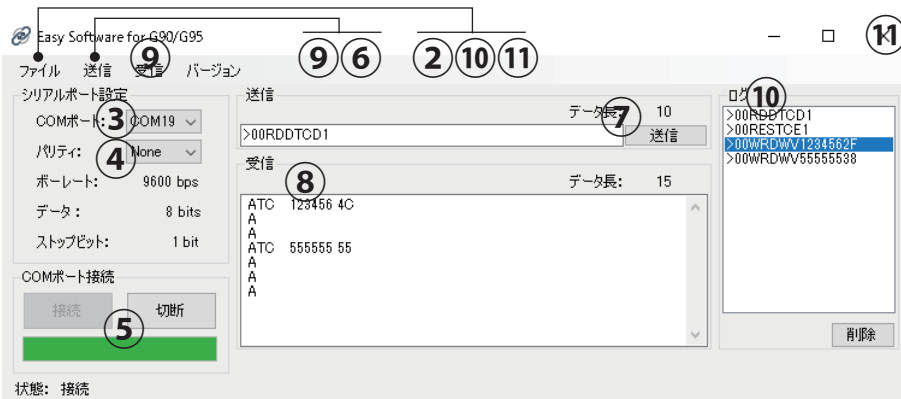 Easy Software for G90/G95
⑨ ⑥ ② ⑩ ⑪
⑪
ファイル 送信 受信 バージョン
⑨
シリアルポート設定
COMポート: COM19
③
パリティ: None
④
ボーレート: 9600 bps
データ: 8 bits
ストップビット: 1 bit
COMポート接続
接続 切断
⑤
状態: 接続
送信
データ長: 10
⑦
>00RDDTCD1 送信
受信
⑧
データ長: 15
ATC 123456 4C
A
A
ATC 555555 55
A
A
A
ログ
⑩
>00RDDTCD1
>00RESTCE1
>00WRDWV1234562F
>00WRDWV55555538
削除